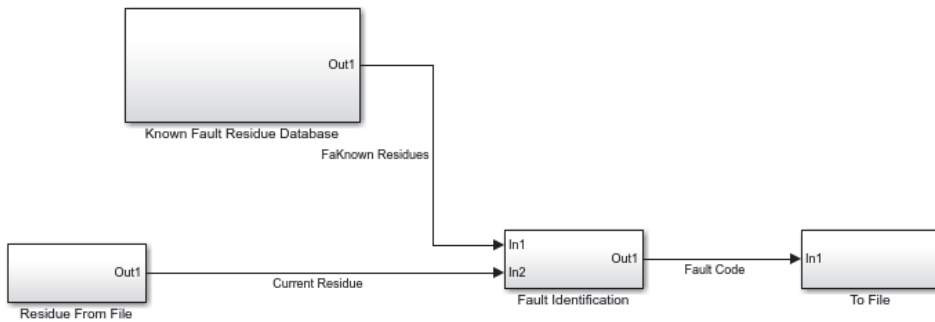 Out1
Known Fault Residue Database
FaKnown Residues
In1
Out1
In2
Out1
In1
Current Residue
Fault Code
Residue From File
Fault Identification
To File